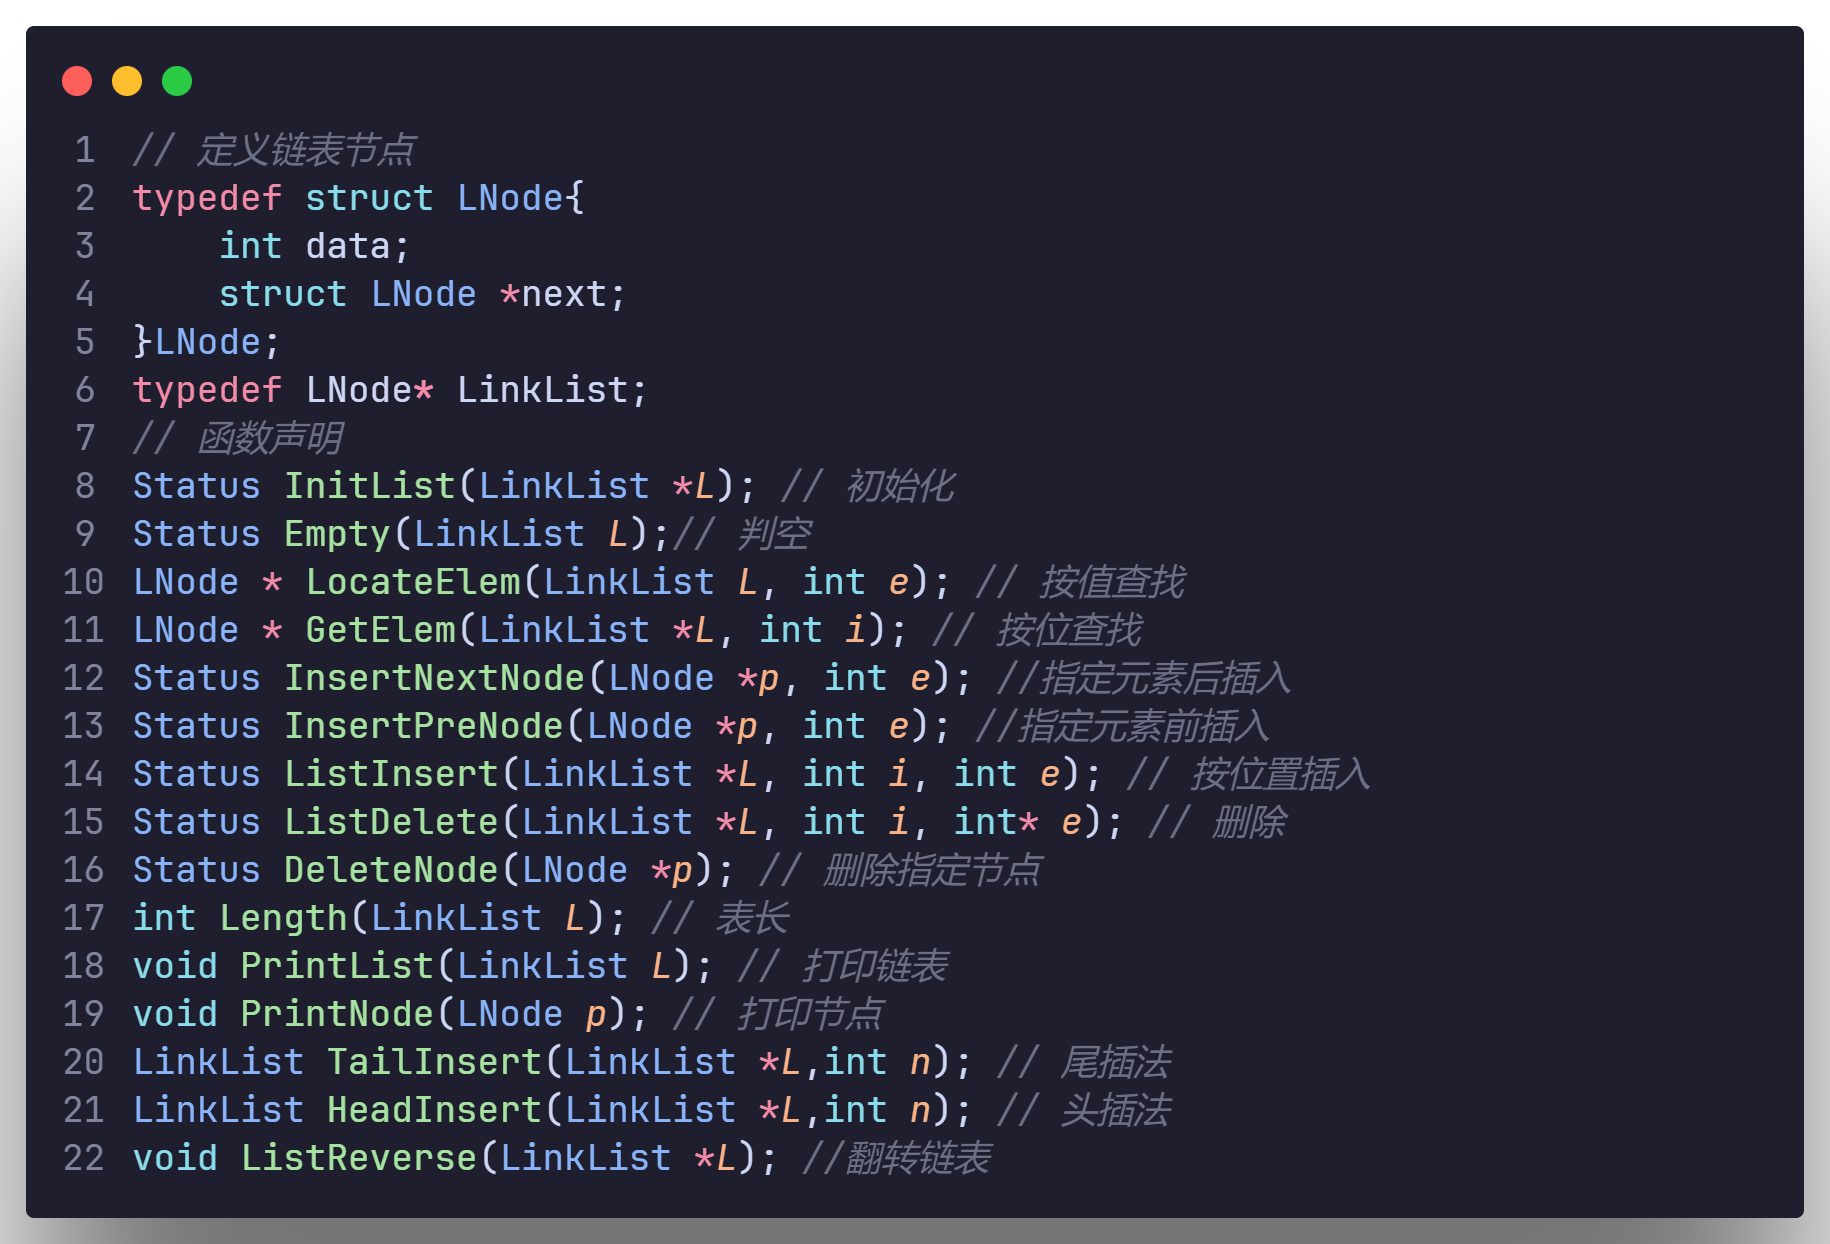 1 // 定义链表节点
2 typedef struct LNode{
3     int data;
4     struct LNode *next;
5 }LNode;
6 typedef LNode* LinkList;
7 // 函数声明
8 Status InitList(LinkList *L); // 初始化
9 Status Empty(LinkList L);// 判空
10 LNode * LocateElem(LinkList L, int e); // 按值查找
11 LNode * GetElem(LinkList *L, int i); // 按位查找
12 Status InsertNextNode(LNode *p, int e); //指定元素后插入
13 Status InsertPreNode(LNode *p, int e); //指定元素前插入
14 Status ListInsert(LinkList *L, int i, int e); // 按位置插入
15 Status ListDelete(LinkList *L, int i, int* e); // 删除
16 Status DeleteNode(LNode *p); // 删除指定节点
17 int Length(LinkList L); // 表长
18 void PrintList(LinkList L); // 打印链表
19 void PrintNode(LNode p); // 打印节点
20 LinkList TailInsert(LinkList *L,int n); // 尾插法
21 LinkList HeadInsert(LinkList *L,int n); // 头插法
22 void ListReverse(LinkList *L); //翻转链表